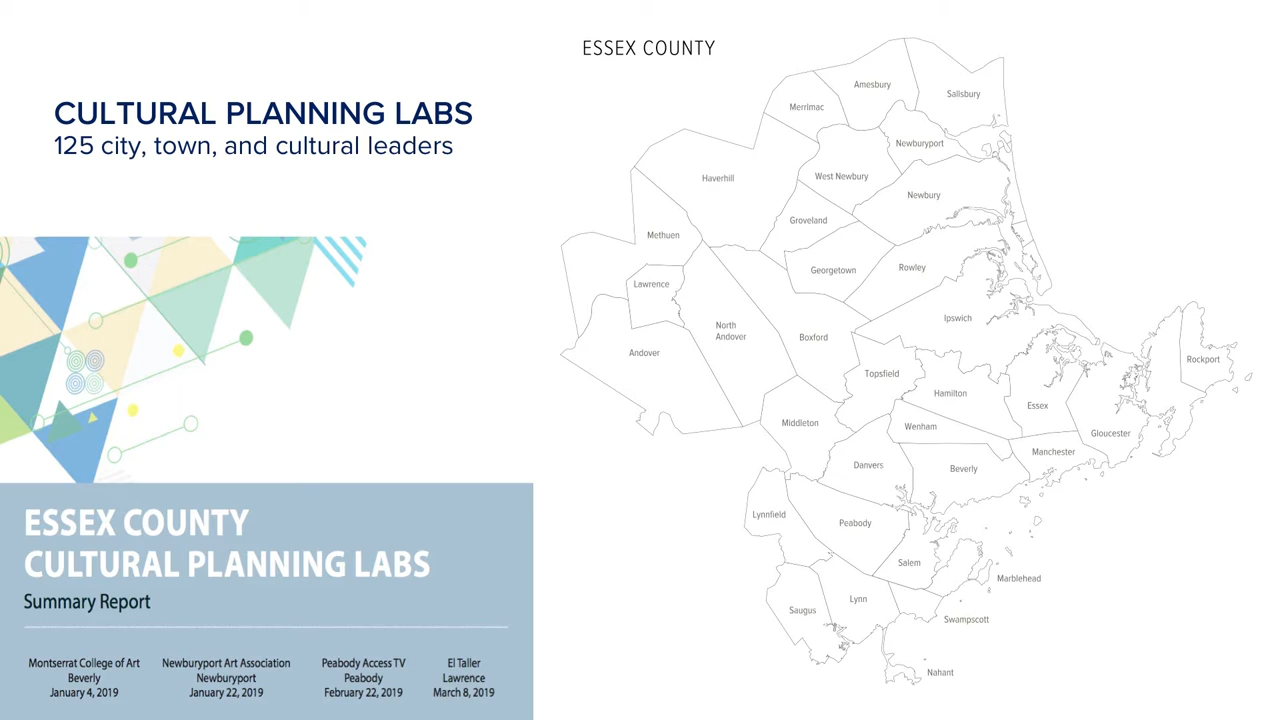 CULTURAL PLANNING LABS
125 city, town, and cultural leaders
ESSEX COUNTY
CULTURAL PLANNING LABS
Summary Report
Montserrat College of Art
Beverly
January 4, 2019
Newburyport Art Association
Newburyport
January 22, 2019
Peabody Access TV
Peabody
February 22, 2019
El Taller
Lawrence
March 8, 2019
ESSEX COUNTY
Amesbury
Salisbury
Merrimac
Newburyport
Haverhill
West Newbury
Newbury
Groveland
Methuen
Georgetown
Rowley
Lawrence
Ipswich
North
Andover
Boxford
Andover
Rockport
Topsfield
Hamilton
Essex
Middleton
Wenham
Gloucester
Manchester
Danvers
Beverly
Lynnfield
Peabody
Salem
Marblehead
Lynn
Saugus
Swampscott
Nahant